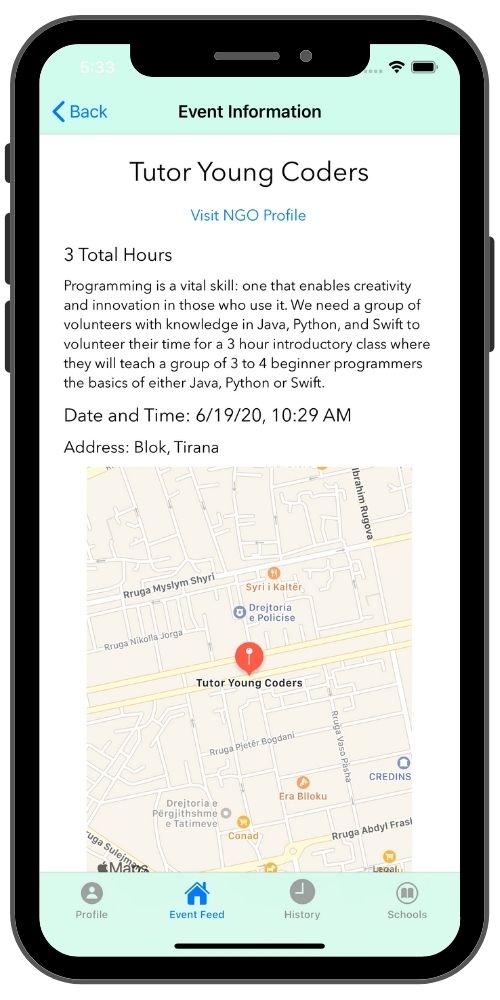 5:33
Back
Event Information
Tutor Young Coders
Visit NGO Profile
3 Total Hours
Programming is a vital skill: one that enables creativity
and innovation in those who use it. We need a group of
volunteers with knowledge in Java, Python, and Swift to
volunteer their time for a 3 hour introductory class where
they will teach a group of 3 to 4 beginner programmers
the basics of either Java, Python or Swift.
Date and Time: 6/19/20, 10:29 AM
Address: Blok, Tirana
Ibrahim Rugova
Rruga Myslym Shyri
Syri i Kaltër
Drejtoria
e Policise
Rruga Nikolla Jorga
Tutor Young Coders
Rruga Pjetër Bogdani
Rruga Vaso Pasha
CREDINS
Era Blloku
Drejtoria e
Përgjithshme
e Tatimeve
Conad
Rruga Abdyl Frash
uga Sulejman
Maps
Legal
Profile
Event Feed
History
Schools